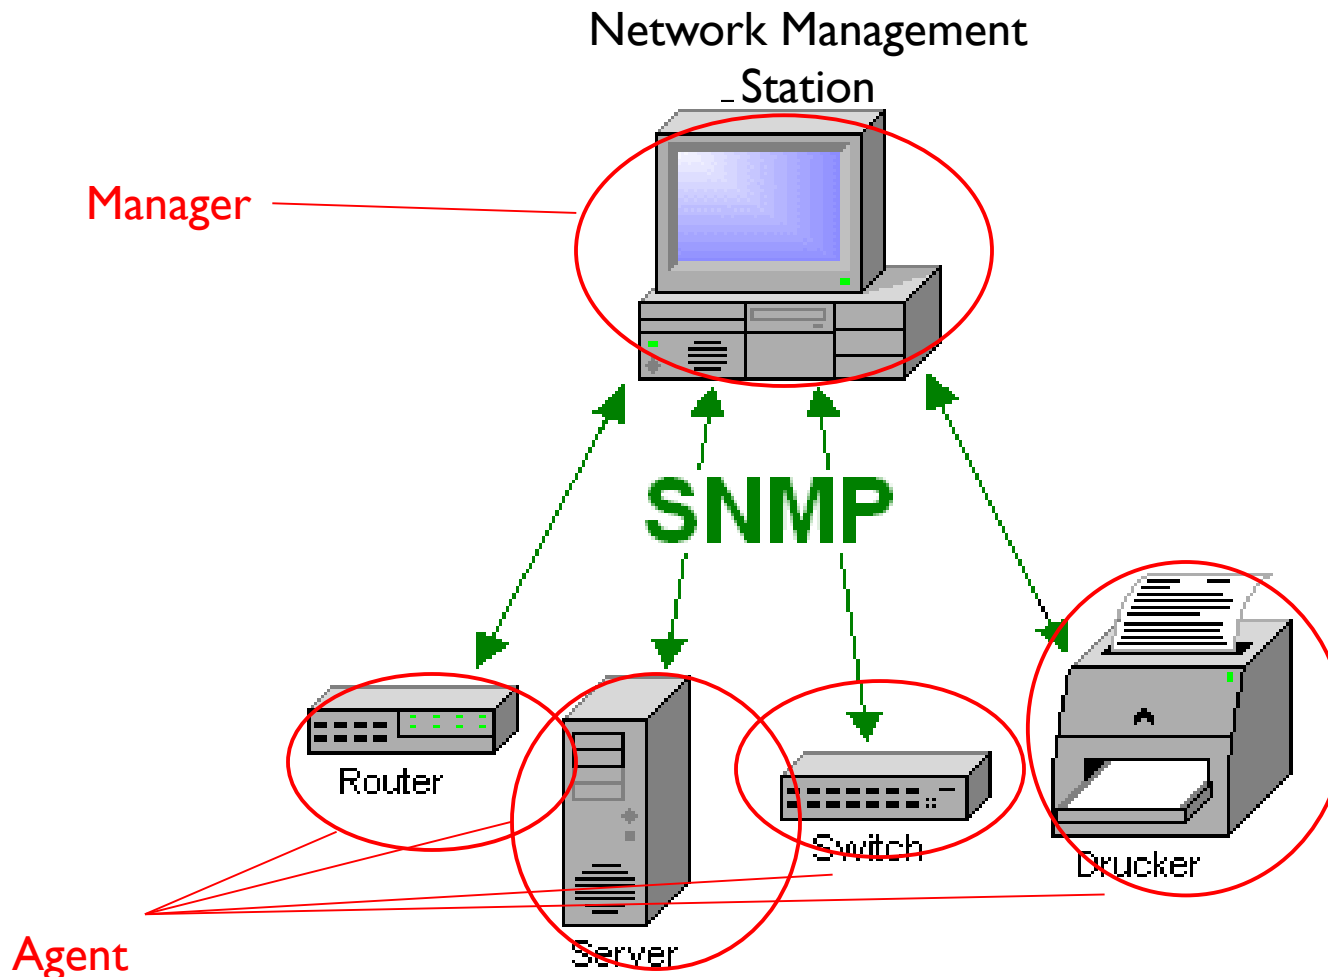 Network Management
Station
Manager
SNMP
Router
Switch
Drucker
Server
Agent